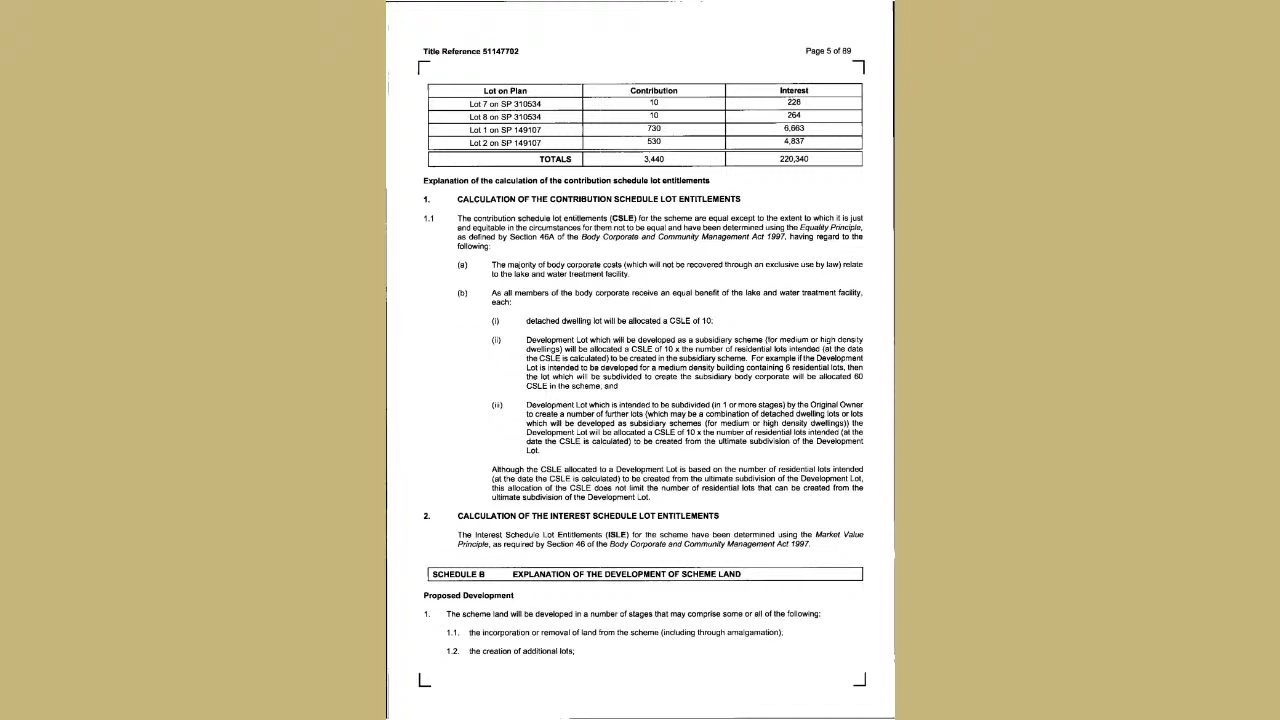 Title Reference 51147702
Page 5 of 89
Lot on Plan Contribution Interest
Lot 7 on SP 310534 10 228
Lot 8 on SP 310534 10 264
Lot 1 on SP 149107 730 6,663
Lot 2 on SP 149107 530 4,837
TOTALS 3,440 220,340
Explanation of the calculation of the contribution schedule lot entitlements
1. CALCULATION OF THE CONTRIBUTION SCHEDULE LOT ENTITLEMENTS
1.1 The contribution schedule lot entitlements (CSLE) for the scheme are equal except to the extent to which it is just
and equitable in the circumstances for them not to be equal and have been determined using the Equality Principle,
as defined by Section 46A of the Body Corporate and Community Management Act 1997, having regard to the
following:
(a) The majority of body corporate costs (which will not be recovered through an exclusive use by law) relate
to the lake and water treatment facility.
(b) As all members of the body corporate receive an equal benefit of the lake and water treatment facility,
each:
(i) detached dwelling lot will be allocated a CSLE of 10;
(ii) Development Lot which will be developed as a subsidiary scheme (for medium or high density
dwellings) will be allocated a CSLE of 10 x the number of residential lots intended (at the date
the CSLE is calculated) to be created in the subsidiary scheme. For example if the Development
Lot is intended to be developed for a medium density building containing 6 residential lots, then
the lot which will be subdivided to create the subsidiary body corporate will be allocated 60
CSLE in the scheme; and
(iii) Development Lot which is intended to be subdivided (in 1 or more stages) by the Original Owner
to create a number of further lots (which may be a combination of detached dwelling lots or lots
which will be developed as subsidiary schemes (for medium or high density dwellings)) the
Development Lot will be allocated a CSLE of 10 x the number of residential lots intended (at the
date the CSLE is calculated) to be created from the ultimate subdivision of the Development
Lot.
Although the CSLE allocated to a Development Lot is based on the number of residential lots intended
(at the date the CSLE is calculated) to be created from the ultimate subdivision of the Development Lot,
this allocation of the CSLE does not limit the number of residential lots that can be created from the
ultimate subdivision of the Development Lot.
2. CALCULATION OF THE INTEREST SCHEDULE LOT ENTITLEMENTS
The Interest Schedule Lot Entitlements (ISLE) for the scheme have been determined using the Market Value
Principle, as required by Section 46 of the Body Corporate and Community Management Act 1997.
SCHEDULE B EXPLANATION OF THE DEVELOPMENT OF SCHEME LAND
Proposed Development
1. The scheme land will be developed in a number of stages that may comprise some or all of the following:
1.1. the incorporation or removal of land from the scheme (including through amalgamation);
1.2. the creation of additional lots;